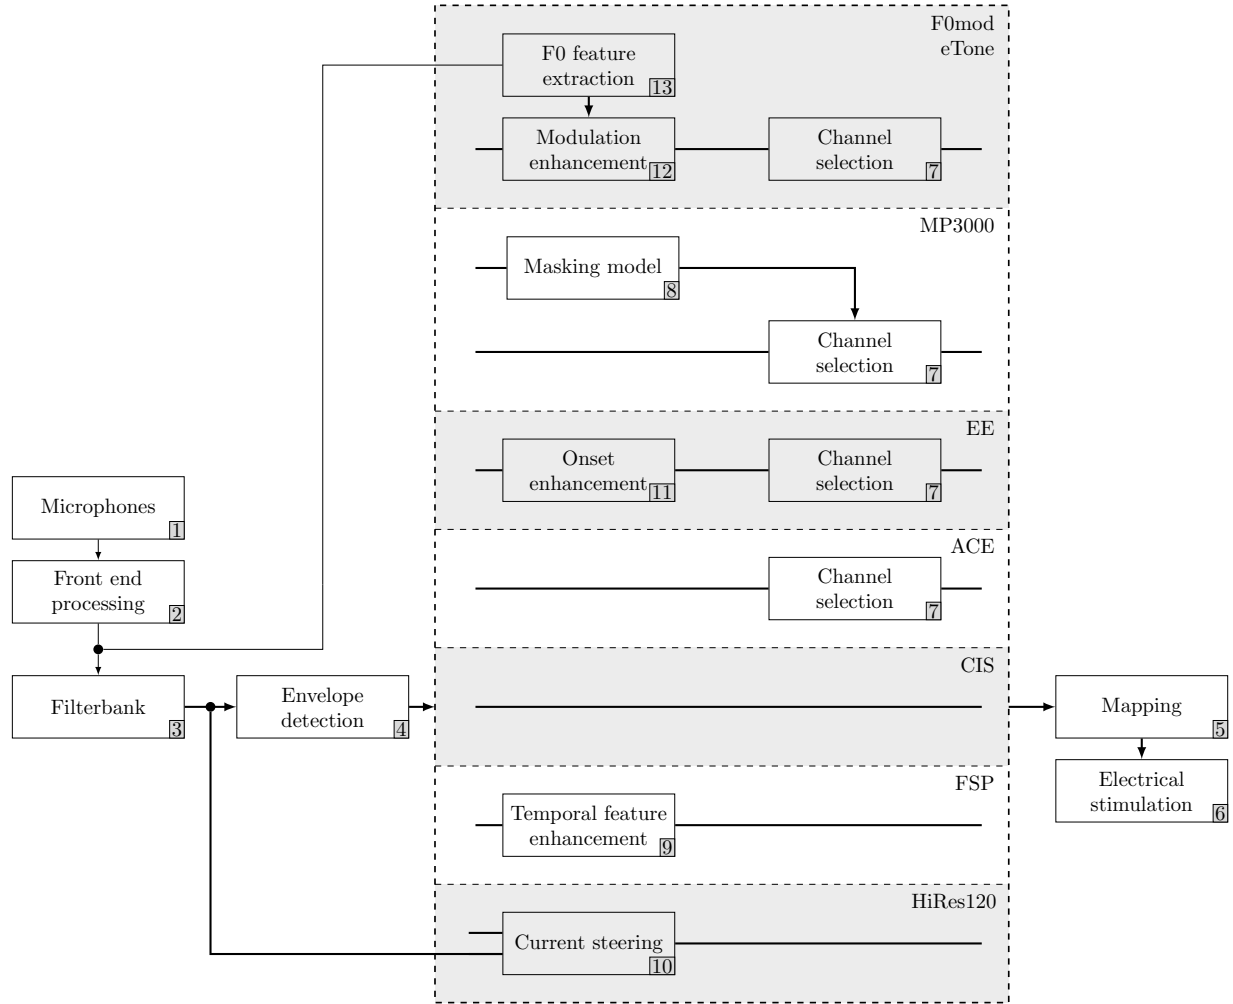 F0mod
eTone
F0 feature
extraction
13
Modulation
enhancement
12
Channel
selection
7
MP3000
Masking model
8
Channel
selection
7
EE
Onset
enhancement
11
Channel
selection
7
Microphones
1
ACE
Channel
selection
7
Front end
processing
2
CIS
Filterbank
3
Envelope
detection
4
Mapping
5
Electrical
stimulation
6
FSP
Temporal feature
enhancement
9
HiRes120
Current steering
10